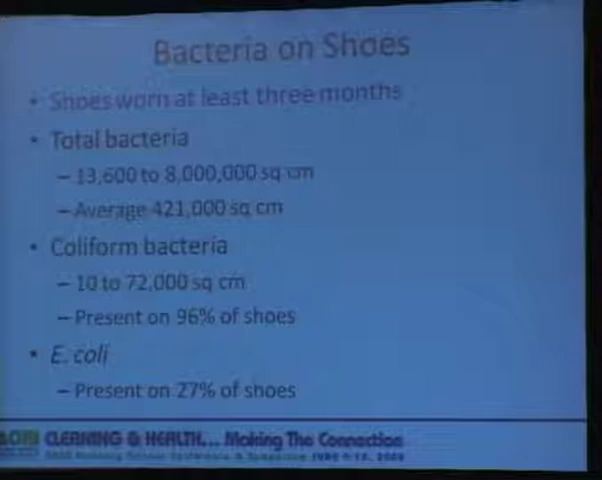 Bacteria on Shoes
• Shoes worn at least three months
• Total bacteria
– 13,600 to 8,000,000 sq cm
– Average 421,000 sq cm
• Coliform bacteria
– 10 to 72,000 sq cm
– Present on 96% of shoes
• E. coli
– Present on 27% of shoes
CLEANING & HEALTH... Making The Connection